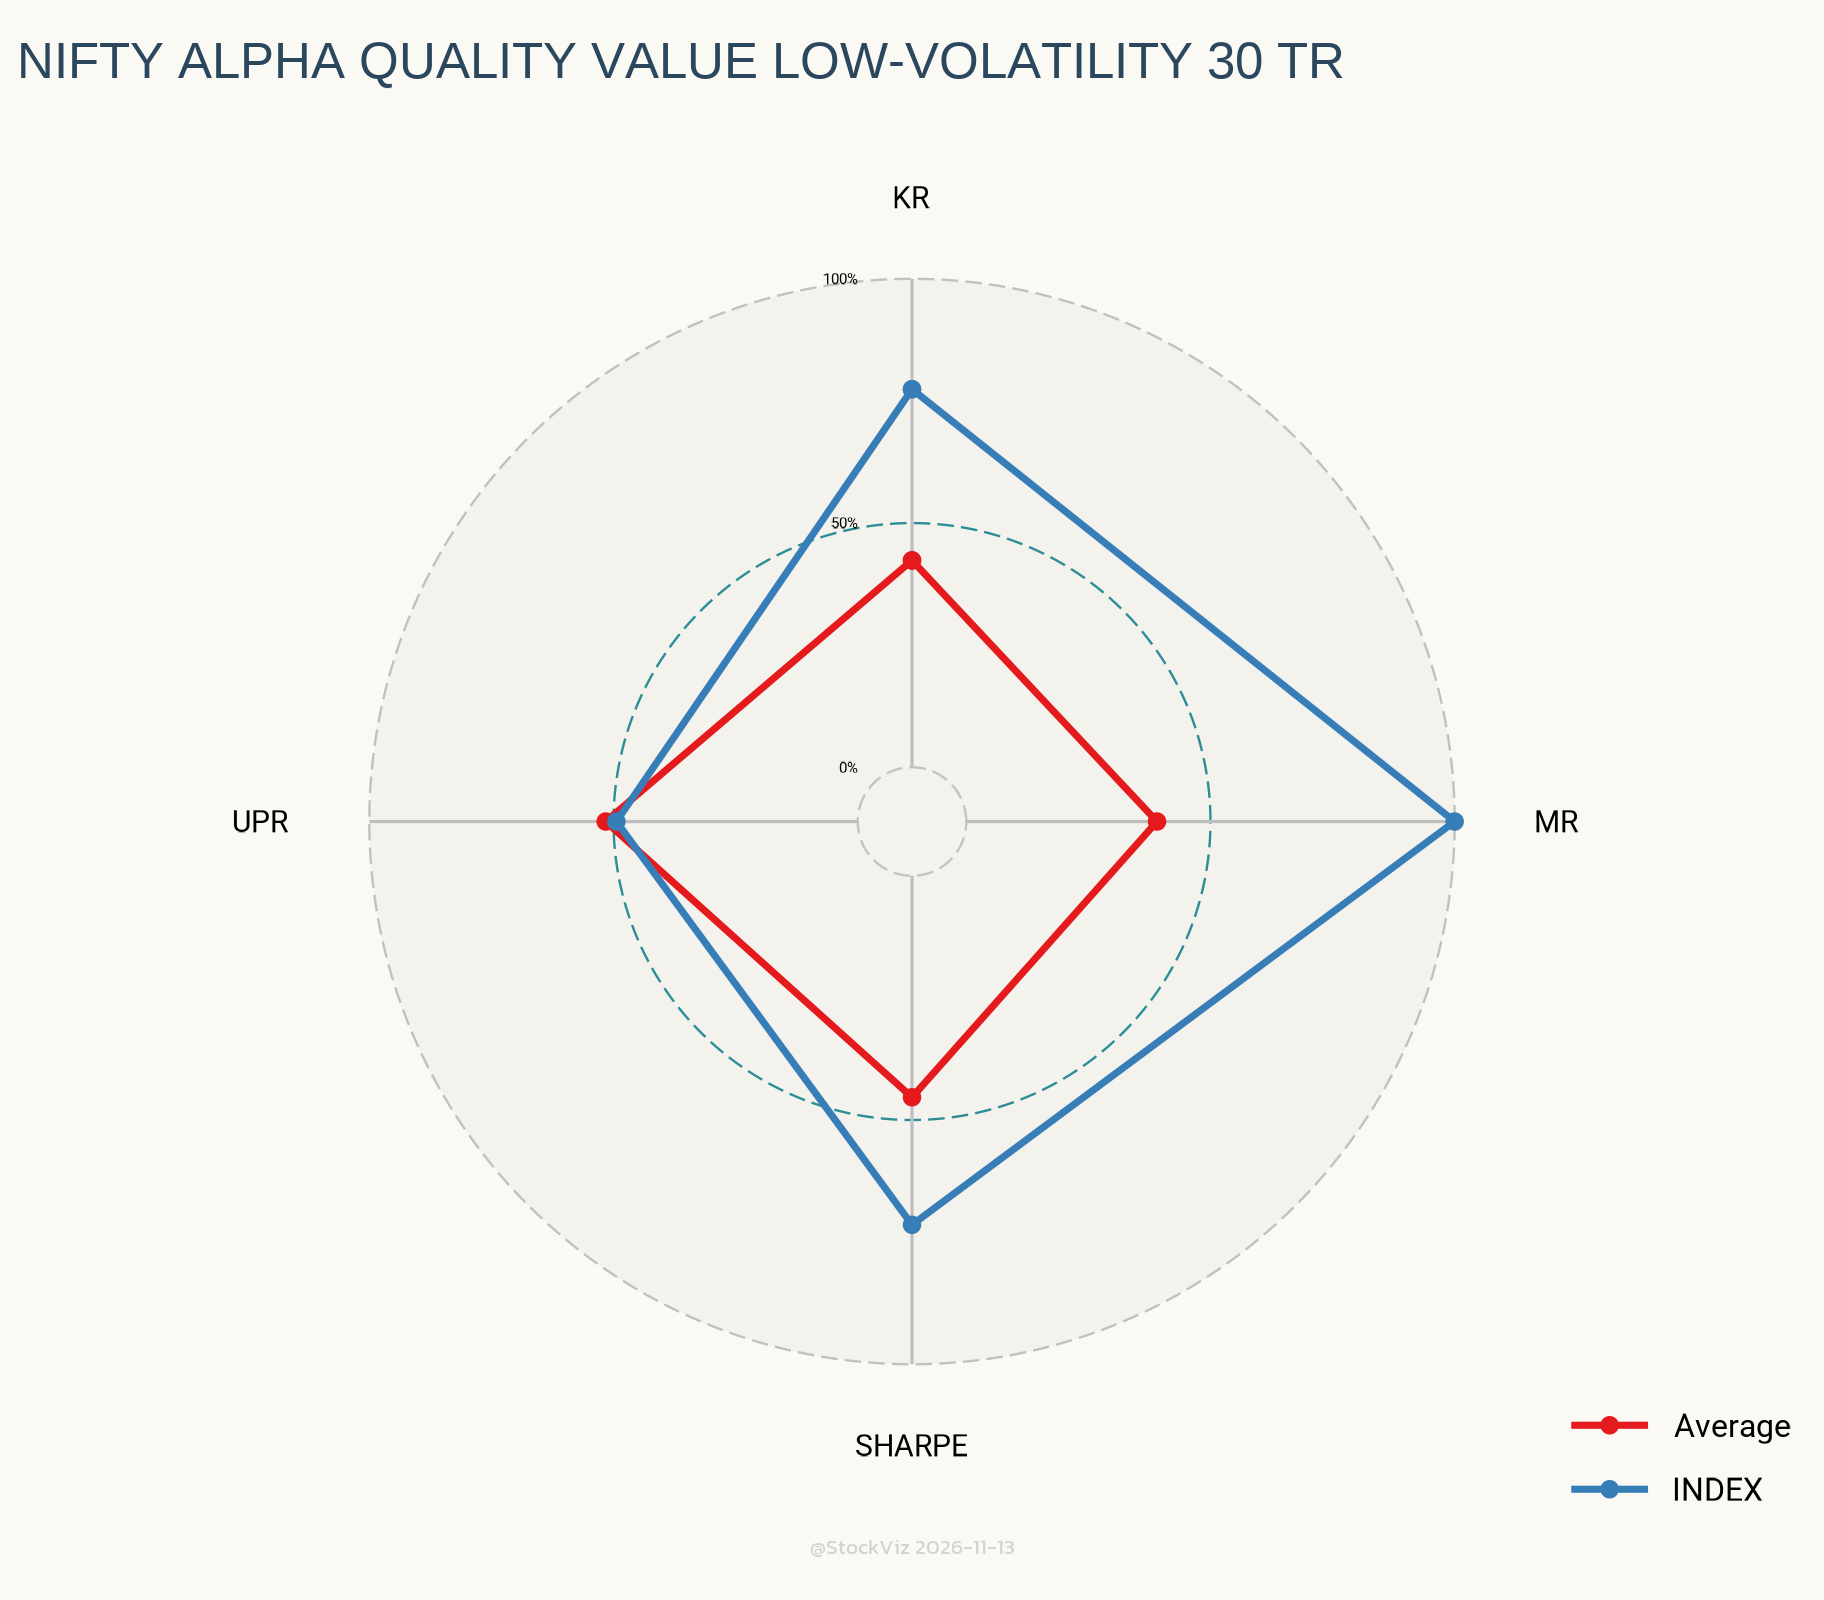 NIFTY ALPHA QUALITY VALUE LOW-VOLATILITY 30 TR
KR
100%
50%
0%
UPR
MR
SHARPE
Average
INDEX
@StockViz 2026-11-13